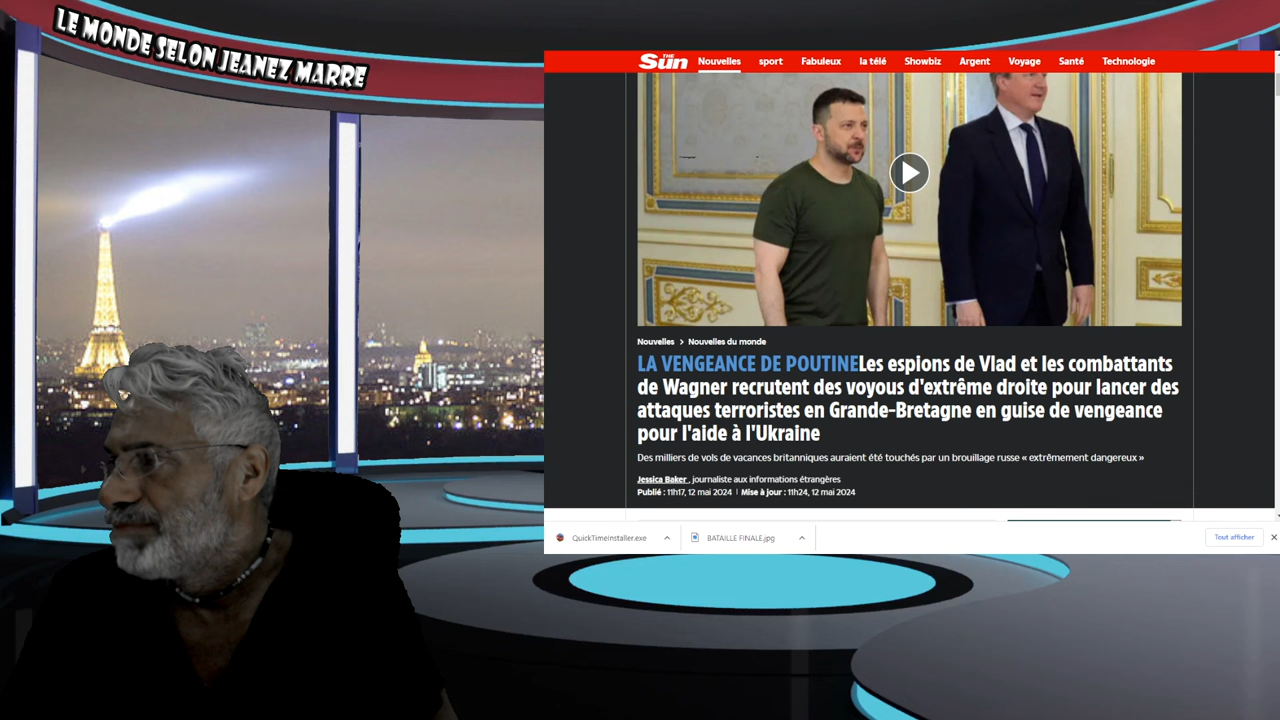 LE MONDE SELON JEANEZ MARRE
THE Sun Nouvelles sport Fabuleux la télé Showbiz Argent Voyage Santé Technologie
Nouvelles > Nouvelles du monde
LA VENGEANCE DE POUTINELes espions de Vlad et les combattants
de Wagner recrutent des voyous d'extrême droite pour lancer des
attaques terroristes en Grande-Bretagne en guise de vengeance
pour l'aide à l'Ukraine
Des milliers de vols de vacances britanniques auraient été touchés par un brouillage russe « extrêmement dangereux »
Jessica Baker , journaliste aux informations étrangères
Publié : 11h17, 12 mai 2024 | Mise à jour : 11h24, 12 mai 2024
QuickTimeInstaller.exe BATAILLE FINALE.jpg Tout afficher